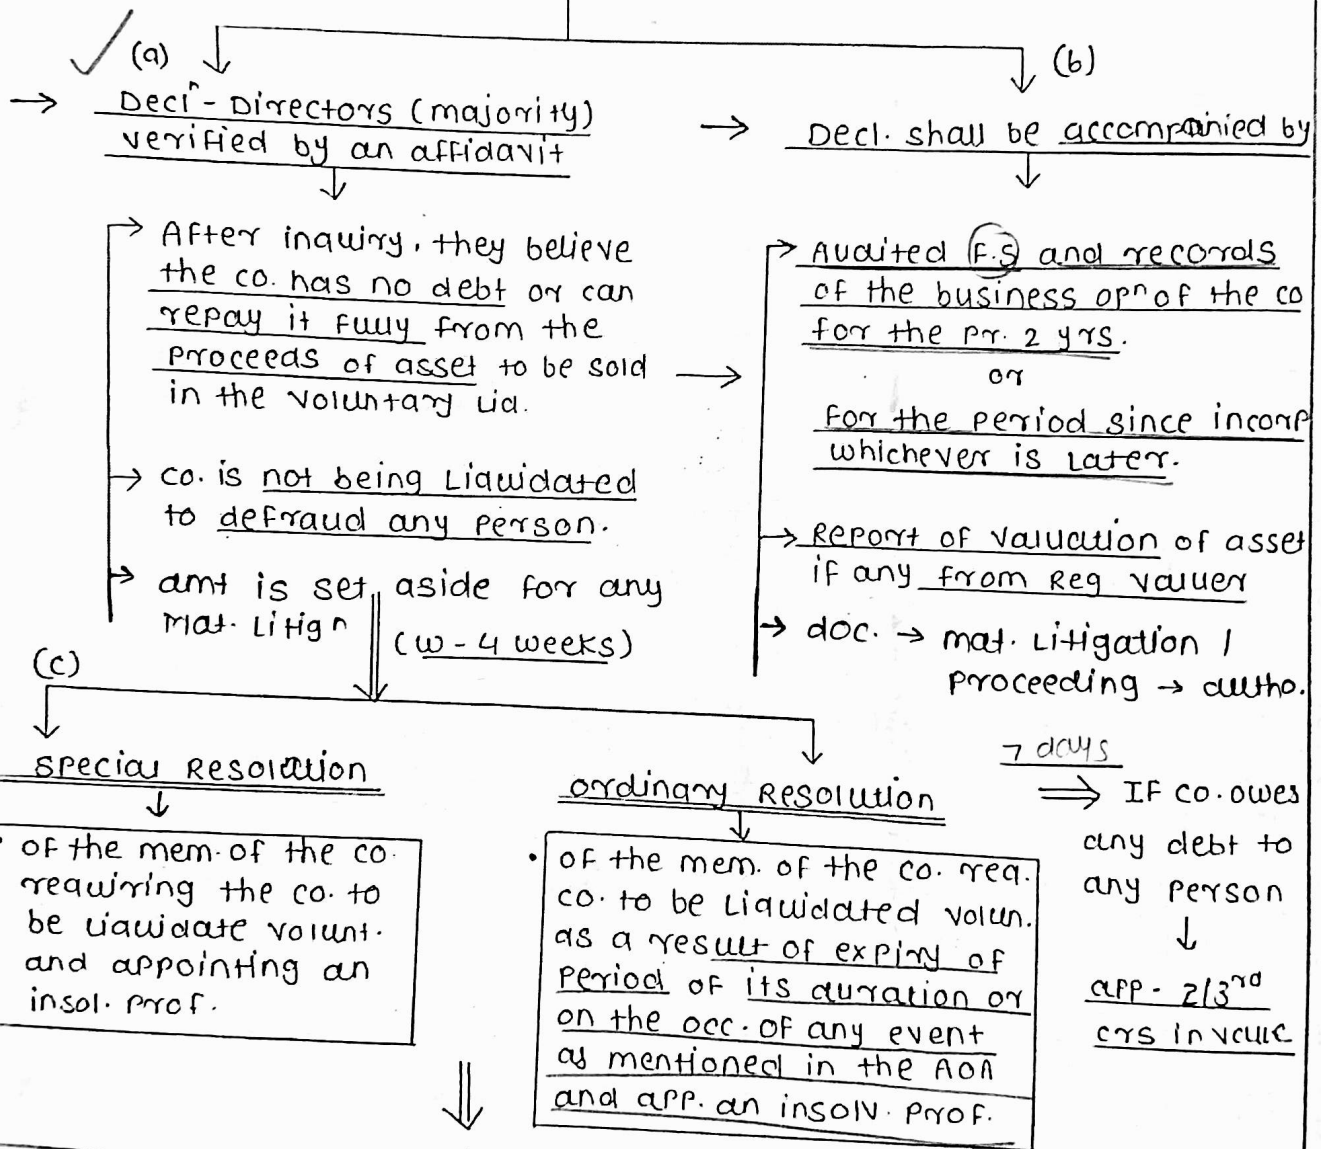 (a)
Decl^n - Directors (majority)
verified by an affidavit
After inquiry, they believe
the co. has no debt or can
repay it fully from the
proceeds of asset to be sold
in the voluntary liq.
co. is not being Liquidated
to defraud any person.
amt is set aside for any
Mat. Litig^n
(w - 4 weeks)
(b)
Decl. shall be accompanied by
Audited F.S and records
of the business op^n of the co
for the pr. 2 yrs.
or
For the period since incorp
whichever is Later.
Report of Valuation of asset
if any from Reg valuer
doc. → mat. Litigation /
proceeding → autho.
(c)
Special Resolution
• of the mem. of the co.
requiring the co. to
be liquidate volunt.
and appointing an
insol. prof.
ordinary Resolution
• of the mem. of the co. req.
co. to be Liquidated volun.
as a result of expiry of
period of its duration or
on the occ. of any event
as mentioned in the AOA
and app. an insolv. prof.
7 days
⇒ IF co. owes
any debt to
any person
app - 2/3^rd
crs in value